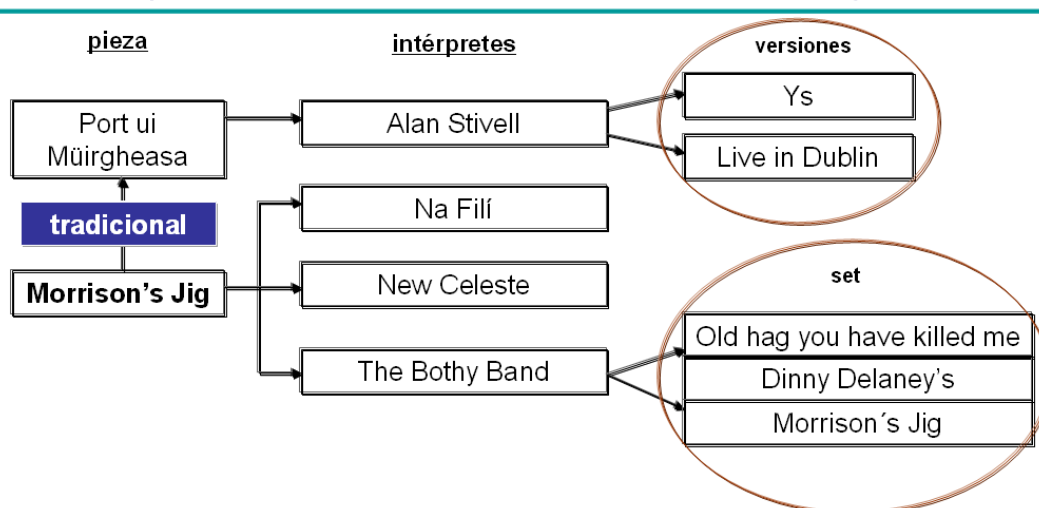 pieza
intérpretes
versiones
Port ui
Müirgheasa
Alan Stivell
Ys
Live in Dublin
tradicional
Na Filí
Morrison's Jig
New Celeste
set
The Bothy Band
Old hag you have killed me
Dinny Delaney's
Morrison´s Jig